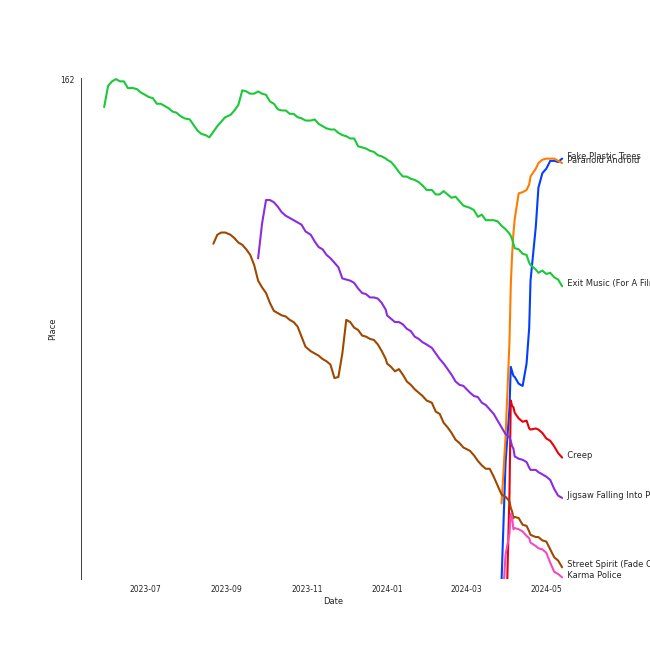 162
Fake Plastic Trees
Paranoid Android
Exit Music (For A Fil
Place
Creep
Jigsaw Falling Into P
Street Spirit (Fade O
Karma Police
2023-07 2023-09 2023-11 2024-01 2024-03 2024-05
Date